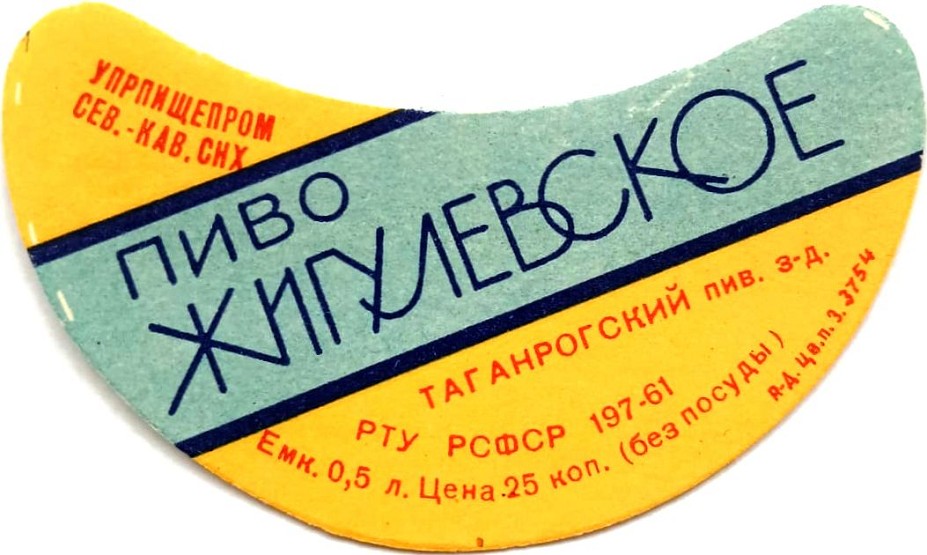 УПРПИЩЕПРОМ
СЕВ.-КАВ. СНХ
ПИВО
ЖИГУЛЕВСКОЕ
ТАГАНРОГСКИЙ ПИВ. З-Д.
РТУ РСФСР 197-61
Емк. 0,5 л. Цена 25 коп. (без посуды)
Р-Д. ЦВ.П. З. 3754